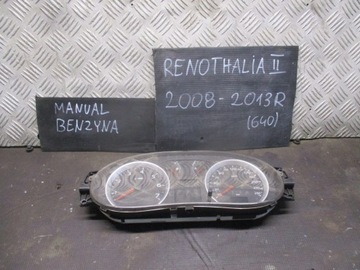 MANUAL
BENZYNA
RENOTHALIA II
2008-2013R
(640)